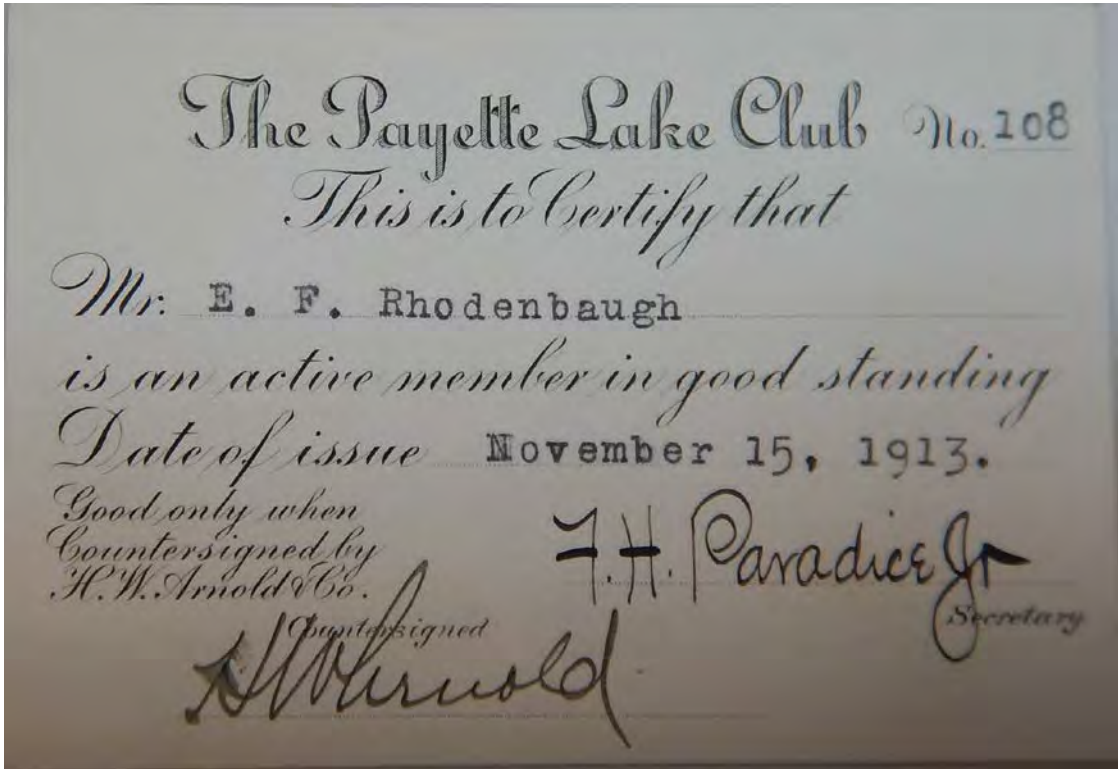 The Payette Lake Club No. 108
This is to Certify that
Mr. E. F. Rhodenbaugh
is an active member in good standing
Date of issue November 15, 1913.
Good only when
Countersigned by
H.W. Arnold & Co.
F. H. Paradice Jr
Secretary
Countersigned
HW Arnold